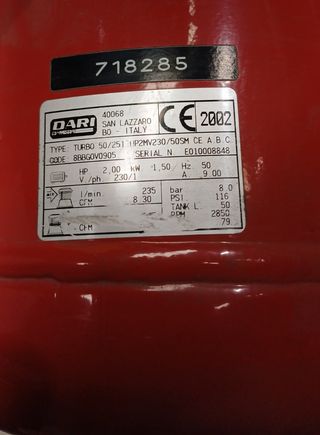 718285
DARI
40068
SAN LAZZARO
BO - ITALY
CE 2002
TYPE: TURBO 50/251 HP2MV230/50SM CE A B C
CODE 8BBG0V0905 SERIAL N E010008848
HP 2,00 kW 1,50 Hz 50
V/ph 230/1 A 9.00
l/min. 235 bar 8.0
CFM 8.30 PSI 116
TANK L. 50
RPM 2850
CFM 79